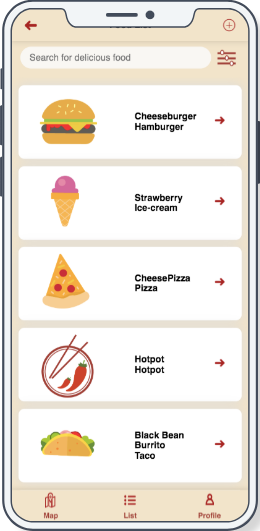 Search for delicious food
Cheeseburger
Hamburger
Strawberry
Ice-cream
CheesePizza
Pizza
Hotpot
Hotpot
Black Bean
Burrito
Taco
Map
List
Profile